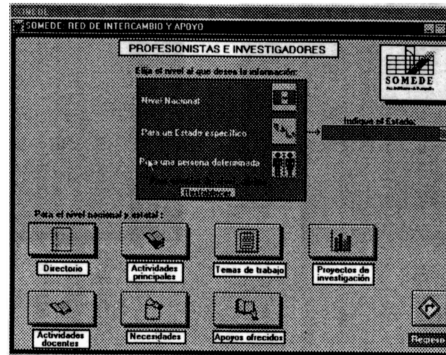 SOMEDE
SOMEDE RED DE INTERCAMBIO Y APOYO
PROFESIONISTAS E INVESTIGADORES
SOMEDE
Elija el nivel al que desea la información:
Nivel Nacional
Indique el Estado:
Para un Estado específico
Para una persona determinada
Restablecer
Para el nivel nacional y estatal :
Directorio
Actividades principales
Temas de trabajo
Proyectos de investigación
Actividades docentes
Necesidades
Apoyos ofrecidos